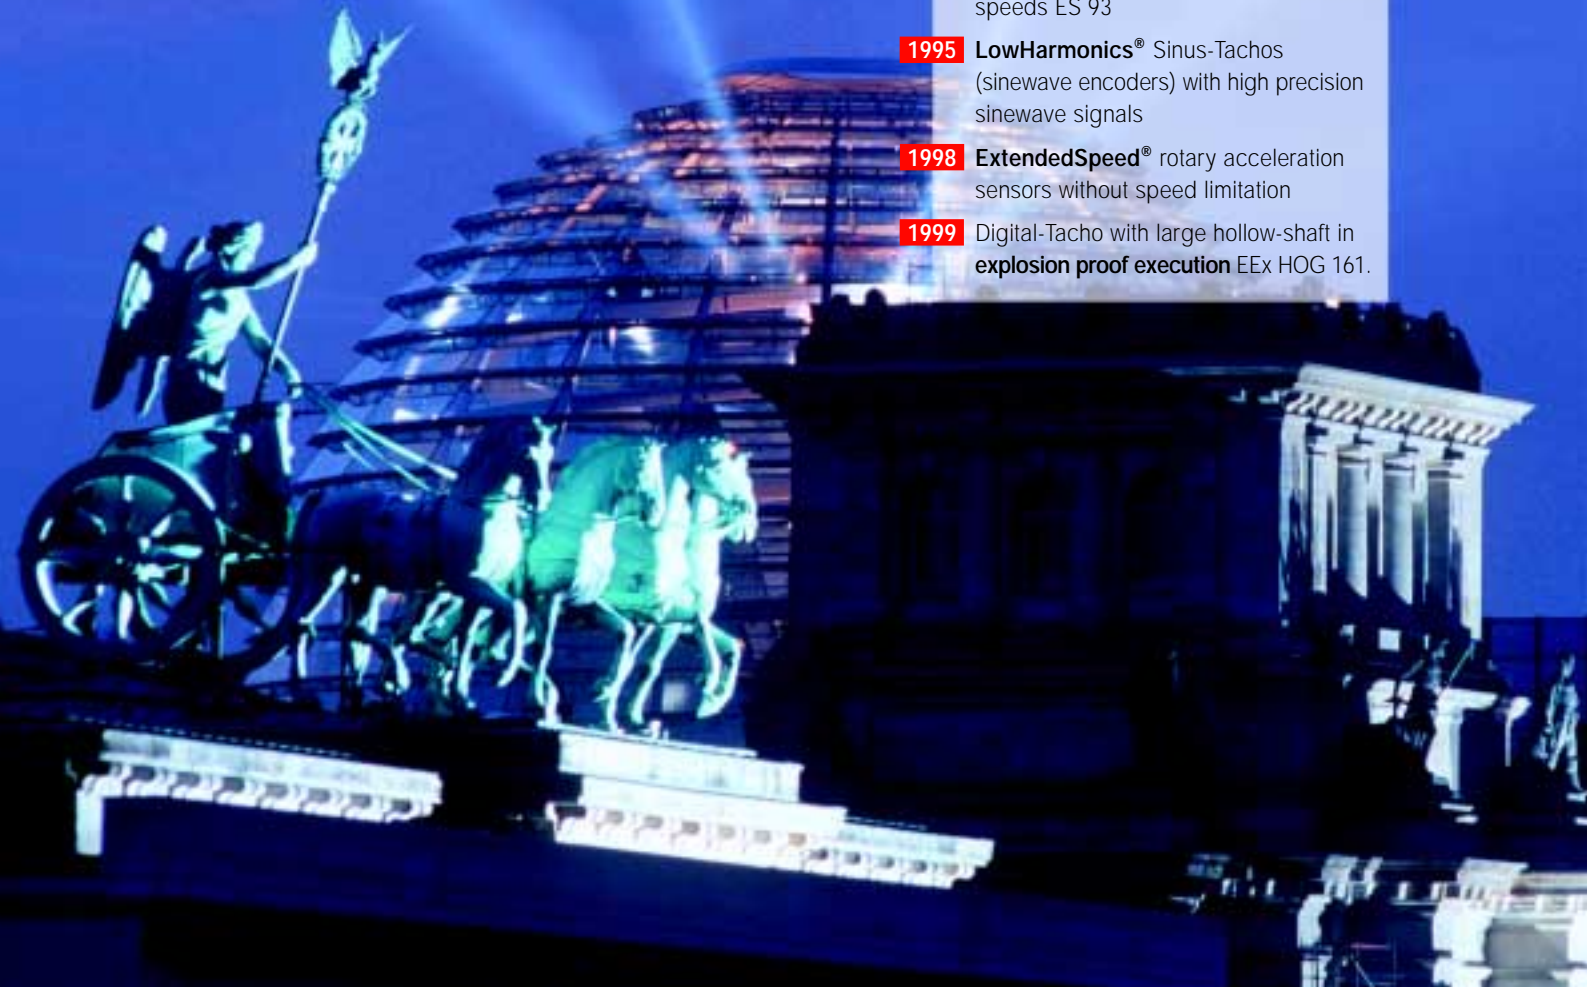 speeds ES 93
1995 LowHarmonics® Sinus-Tachos
(sinewave encoders) with high precision
sinewave signals
1998 ExtendedSpeed® rotary acceleration
sensors without speed limitation
1999 Digital-Tacho with large hollow-shaft in
explosion proof execution EEx HOG 161.